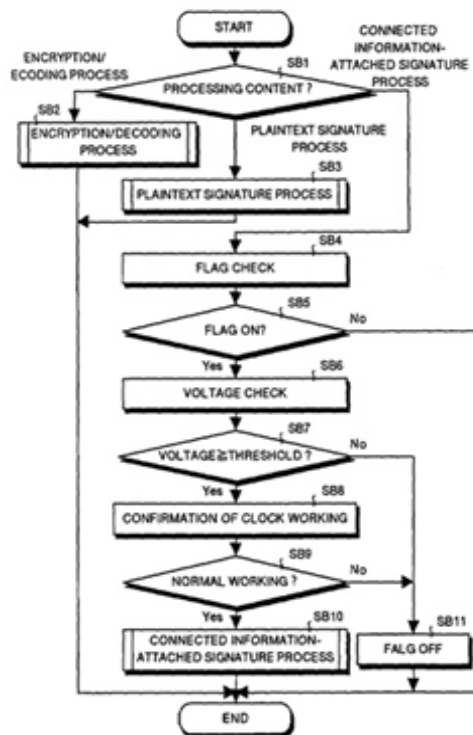 START
ENCRYPTION/
ECODING PROCESS
CONNECTED
INFORMATION-
ATTACHED SIGNATURE
PROCESS
SB1
PROCESSING CONTENT ?
SB2
ENCRYPTION/DECODING
PROCESS
PLAINTEXT SIGNATURE
PROCESS
SB3
PLAINTEXT SIGNATURE PROCESS
SB4
FLAG CHECK
SB5
FLAG ON?
No
Yes
SB6
VOLTAGE CHECK
SB7
VOLTAGE≧THRESHOLD ?
No
Yes
SB8
CONFIRMATION OF CLOCK WORKING
SB9
NORMAL WORKING ?
No
Yes
SB10
CONNECTED INFORMATION-
ATTACHED SIGNATURE PROCESS
SB11
FALG OFF
END